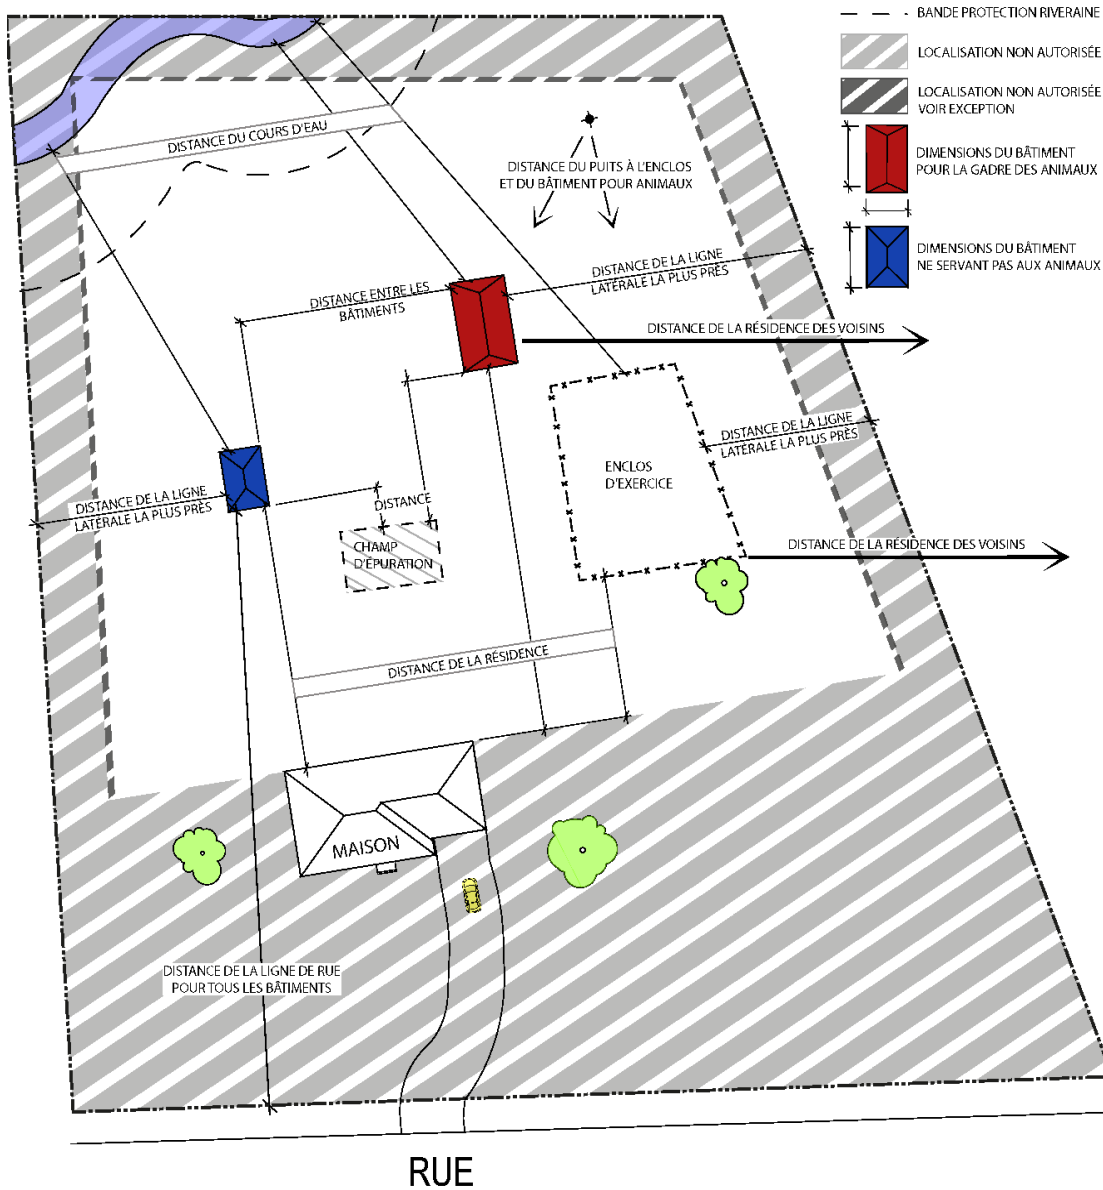 BANDE PROTECTION RIVERAINE
LOCALISATION NON AUTORISÉE
LOCALISATION NON AUTORISÉE
VOIR EXCEPTION
DIMENSIONS DU BÂTIMENT
POUR LA GADRE DES ANIMAUX
DIMENSIONS DU BÂTIMENT
NE SERVANT PAS AUX ANIMAUX
DISTANCE DU COURS D'EAU
DISTANCE DU PUITS À L'ENCLOS
ET DU BÂTIMENT POUR ANIMAUX
DISTANCE DE LA LIGNE
LATÉRALE LA PLUS PRÈS
DISTANCE ENTRE LES
BÂTIMENTS
DISTANCE DE LA RÉSIDENCE DES VOISINS
DISTANCE DE LA LIGNE
LATÉRALE LA PLUS PRÈS
ENCLOS
D'EXERCICE
DISTANCE DE LA LIGNE
LATÉRALE LA PLUS PRÈS
DISTANCE
CHAMP
D'ÉPURATION
DISTANCE DE LA RÉSIDENCE DES VOISINS
DISTANCE DE LA RÉSIDENCE
MAISON
DISTANCE DE LA LIGNE DE RUE
POUR TOUS LES BÂTIMENTS
RUE